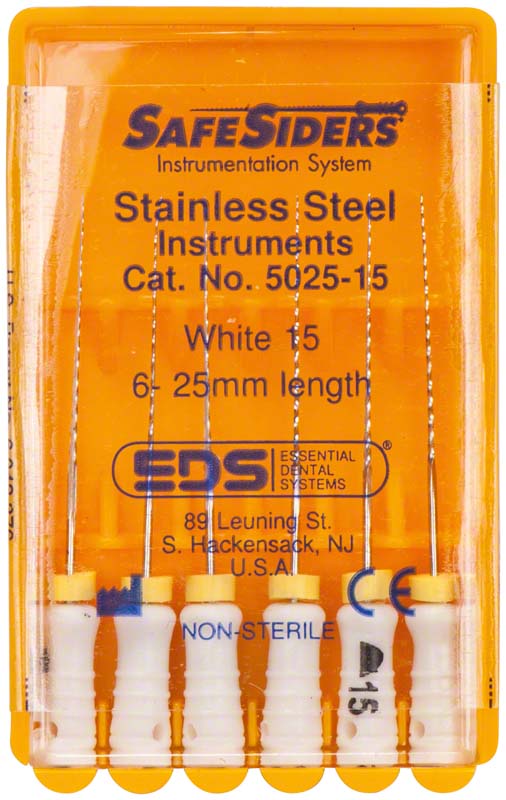 SAFESIDERS
Instrumentation System
Stainless Steel
Instruments
Cat. No. 5025-15
White 15
6- 25mm length
EDS ESSENTIAL DENTAL SYSTEMS ®
89 Leuning St.
S. Hackensack, NJ
U.S.A.
CE
NON-STERILE
15